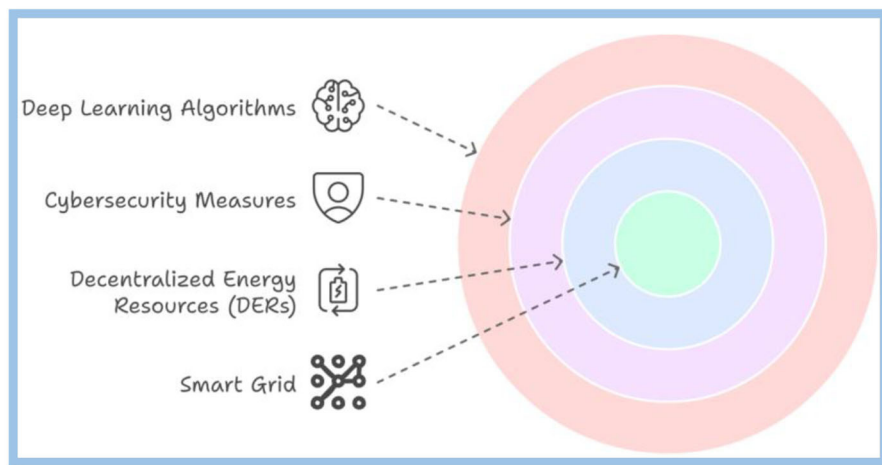 Deep Learning Algorithms
Cybersecurity Measures
Decentralized Energy
Resources (DERs)
Smart Grid